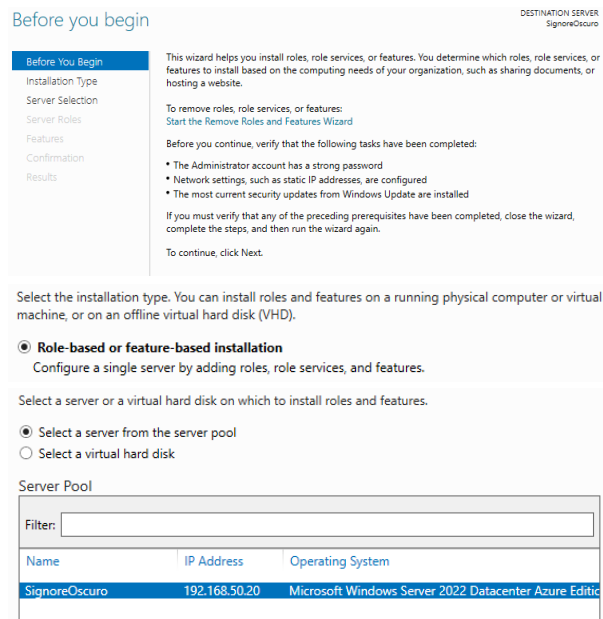 Before you begin
DESTINATION SERVER
SignoreOscuro
Before You Begin
Installation Type
Server Selection
Server Roles
Features
Confirmation
Results
This wizard helps you install roles, role services, or features. You determine which roles, role services, or
features to install based on the computing needs of your organization, such as sharing documents, or
hosting a website.
To remove roles, role services, or features:
Start the Remove Roles and Features Wizard
Before you continue, verify that the following tasks have been completed:
• The Administrator account has a strong password
• Network settings, such as static IP addresses, are configured
• The most current security updates from Windows Update are installed
If you must verify that any of the preceding prerequisites have been completed, close the wizard,
complete the steps, and then run the wizard again.
To continue, click Next.
Select the installation type. You can install roles and features on a running physical computer or virtual
machine, or on an offline virtual hard disk (VHD).
Role-based or feature-based installation
Configure a single server by adding roles, role services, and features.
Select a server or a virtual hard disk on which to install roles and features.
Select a server from the server pool
Select a virtual hard disk
Server Pool
Filter:
Name IP Address Operating System
SignoreOscuro 192.168.50.20 Microsoft Windows Server 2022 Datacenter Azure Editic